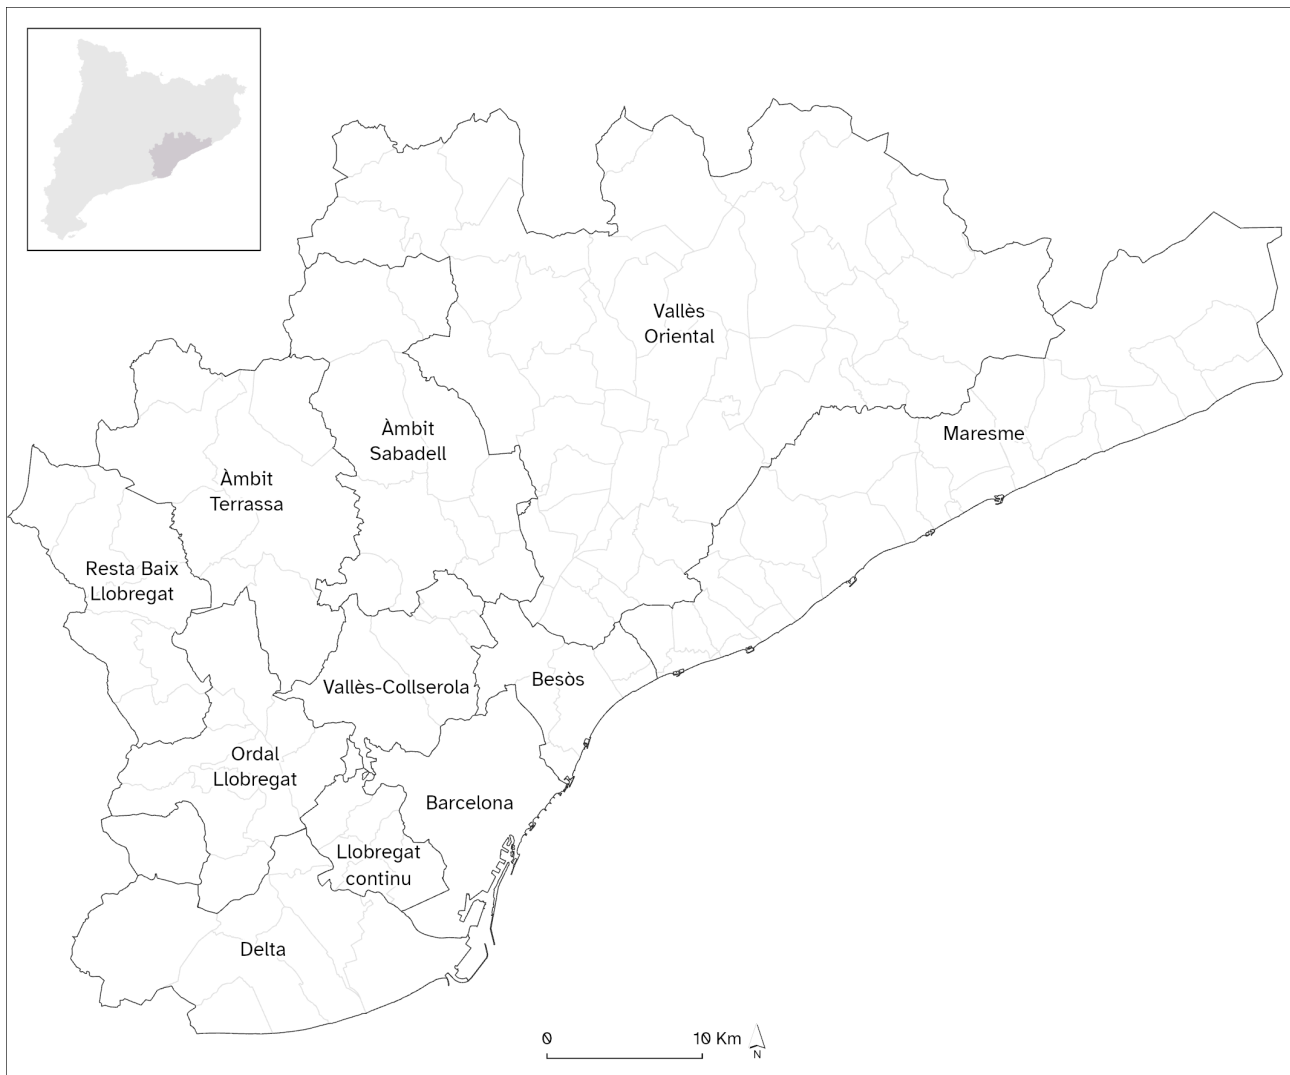 Vallès
Oriental
Àmbit
Sabadell
Maresme
Àmbit
Terrassa
Resta Baix
Llobregat
Vallès-Collserola
Besòs
Ordal
Llobregat
Barcelona
Llobregat
continu
Delta
0 10 Km
N